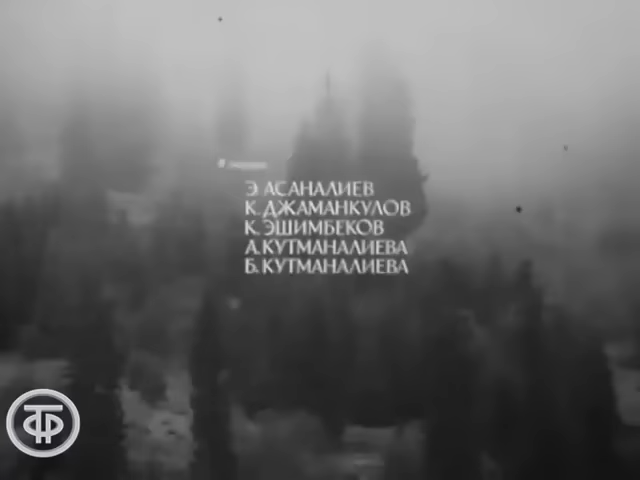 Э. АСАНАЛИЕВ
К. ДЖАМАНКУЛОВ
К. ЭШИМБЕКОВ
А. КУТМАНАЛИЕВА
Б. КУТМАНАЛИЕВА